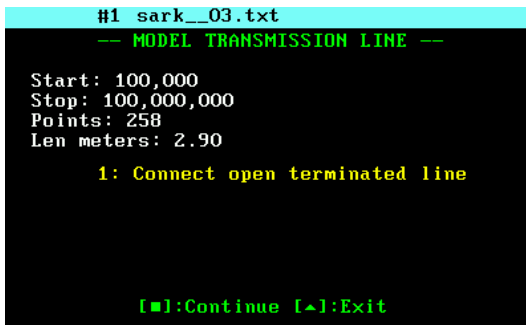 #1 sark__03.txt
-- MODEL TRANSMISSION LINE --
Start: 100,000
Stop: 100,000,000
Points: 258
Len meters: 2.90
1: Connect open terminated line
[■]:Continue [▲]:Exit